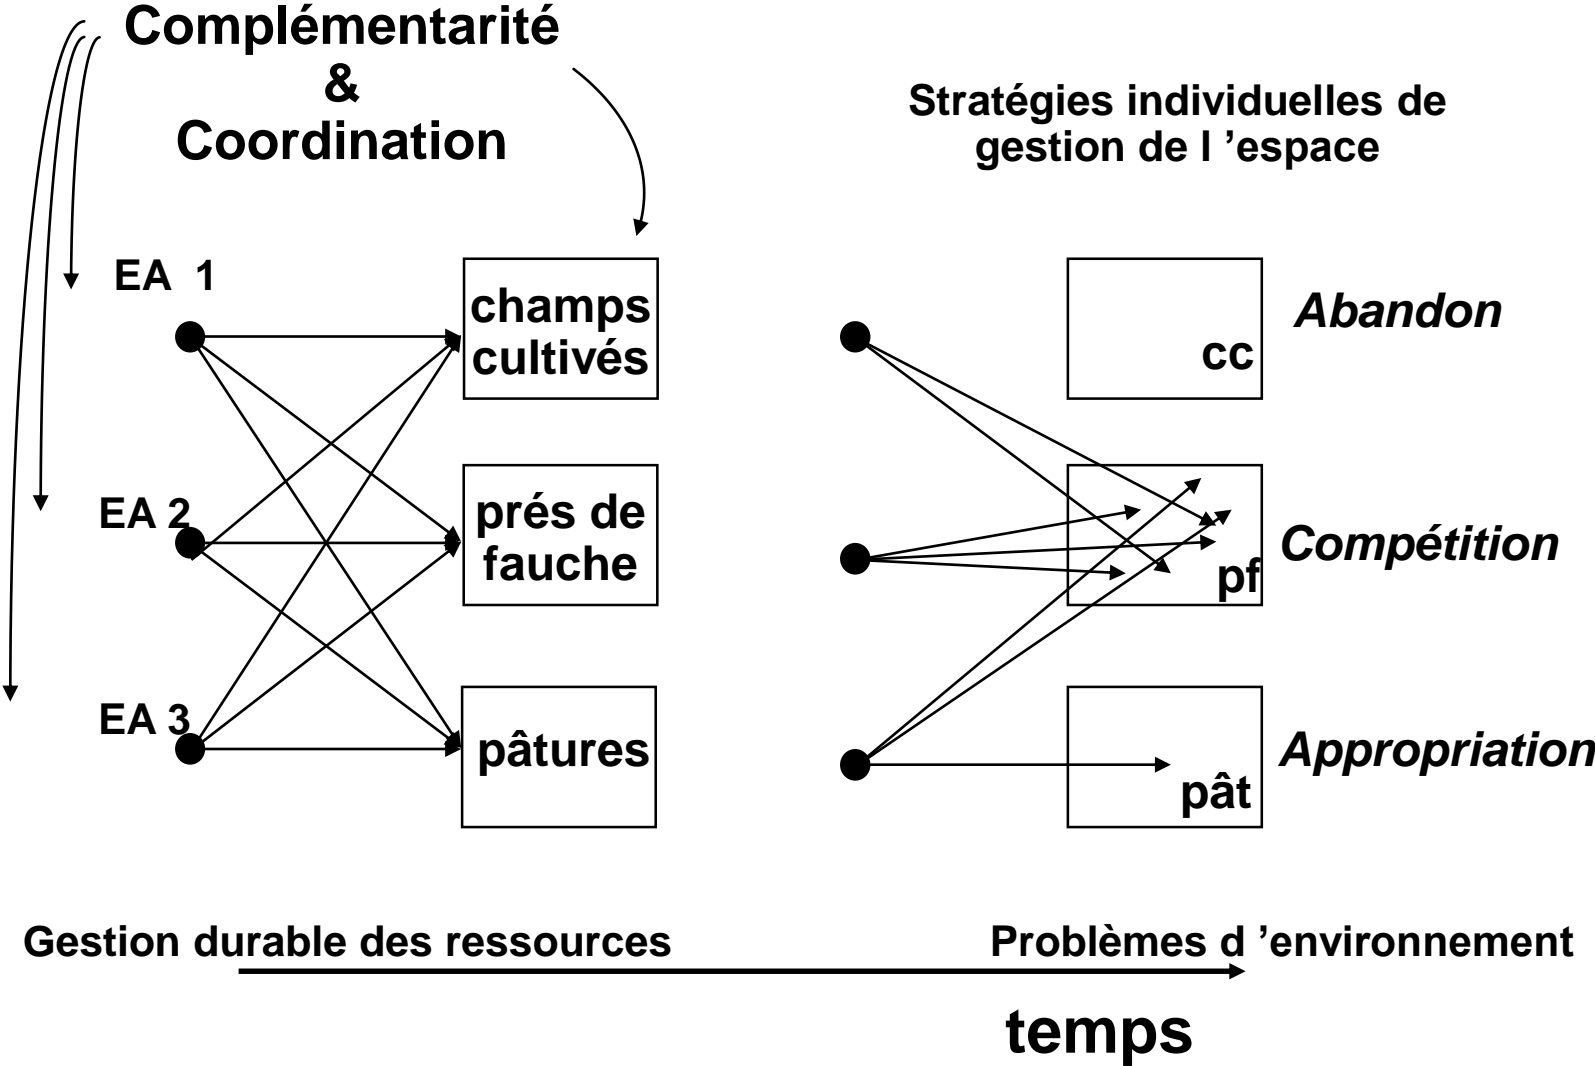 Complémentarité
&
Coordination
Stratégies individuelles de
gestion de l ’espace
EA 1
champs
cultivés
EA 2
prés de
fauche
EA 3
pâtures
cc
Abandon
pf
Compétition
pât
Appropriation
Gestion durable des ressources
Problèmes d ’environnement
temps